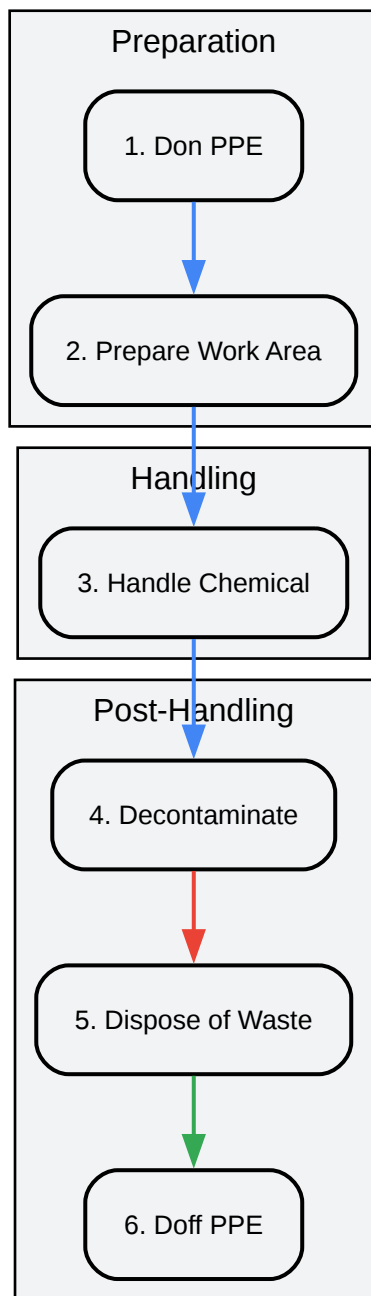 Preparation
1. Don PPE
2. Prepare Work Area
Handling
3. Handle Chemical
Post-Handling
4. Decontaminate
5. Dispose of Waste
6. Doff PPE